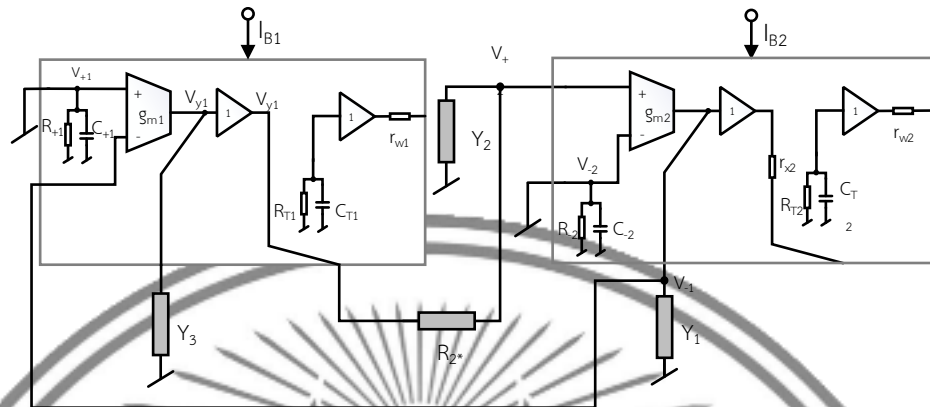 I_B1
I_B2
V_+1
+
g_m1
-
V_y1
1
V_y1
R_+1
C_+1
1
r_w1
R_T1
C_T1
V_+
Y_2
+
g_m2
-
1
V_-2
R_-2
C_-2
r_x2
1
r_w2
R_T2
C_T
2
V_-1
Y_3
R_2*
Y_1